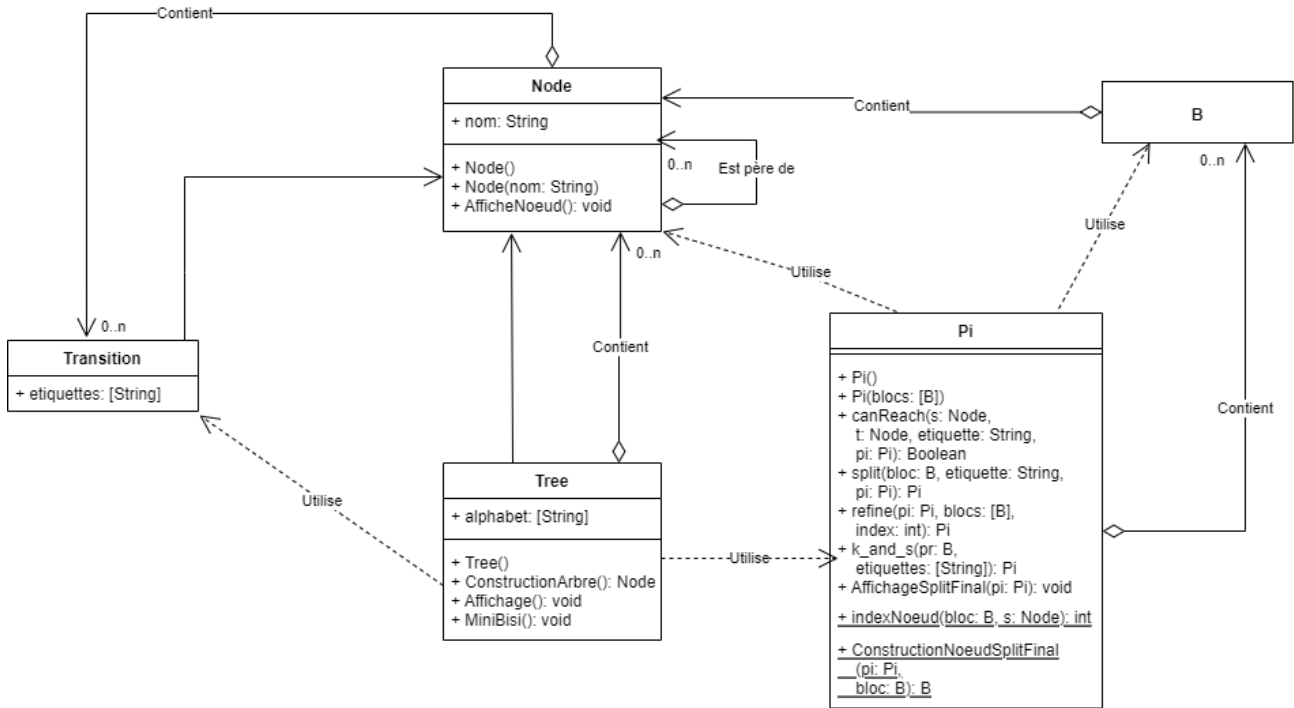 Contient
Node
+ nom: String
+ Node()
+ Node(nom: String)
+ AfficheNoeud(): void
0..n
Est père de
Contient
B
0..n
Utilise
0..n
Utilise
0..n
Transition
+ etiquettes: [String]
Contient
Contient
Utilise
Tree
+ alphabet: [String]
+ Tree()
+ ConstructionArbre(): Node
+ Affichage(): void
+ MiniBisi(): void
Utilise
Pi
+ Pi()
+ Pi(blocs: [B])
+ canReach(s: Node,
t: Node, etiquette: String,
pi: Pi): Boolean
+ split(bloc: B, etiquette: String,
pi: Pi): Pi
+ refine(pi: Pi, blocs: [B],
index: int): Pi
+ k_and_s(pr: B,
etiquettes: [String]): Pi
+ AffichageSplitFinal(pi: Pi): void
+ indexNoeud(bloc: B, s: Node): int
+ ConstructionNoeudSplitFinal
(pi: Pi,
bloc: B): B